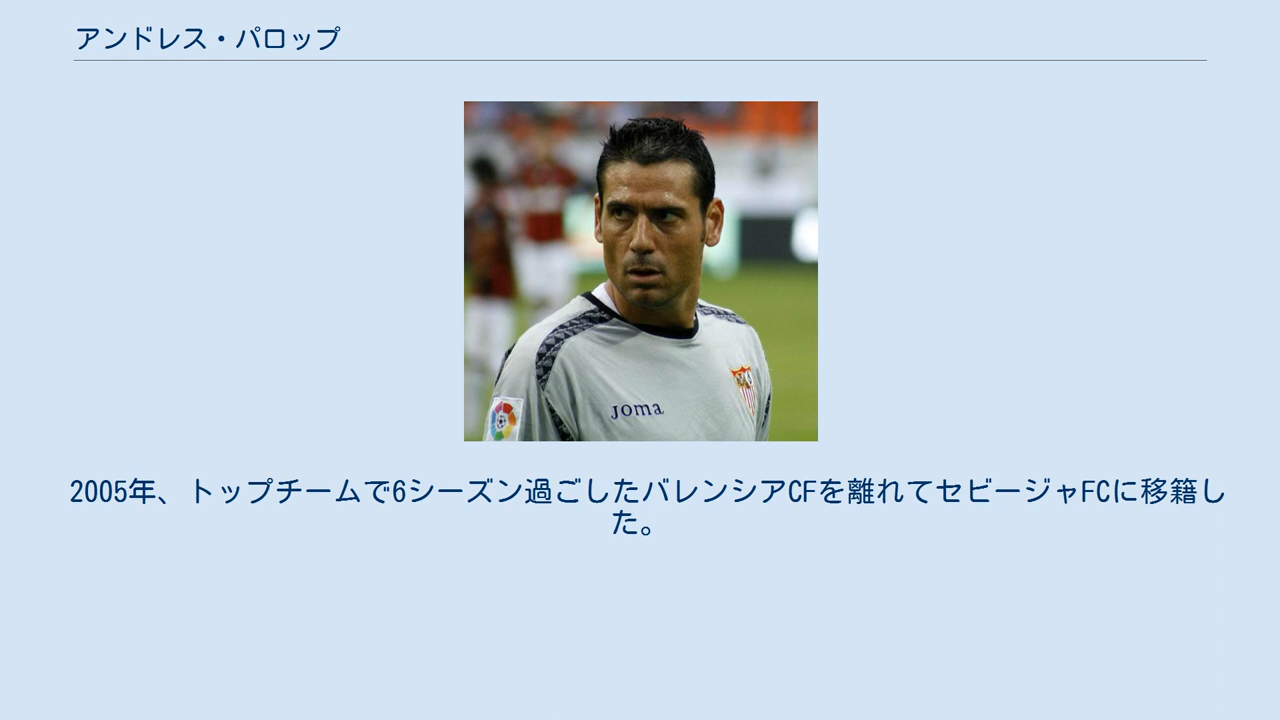 アンドレス・パロップ
Joma
2005年、トップチームで6シーズン過ごしたバレンシアCFを離れてセビージャFCに移籍し
た。